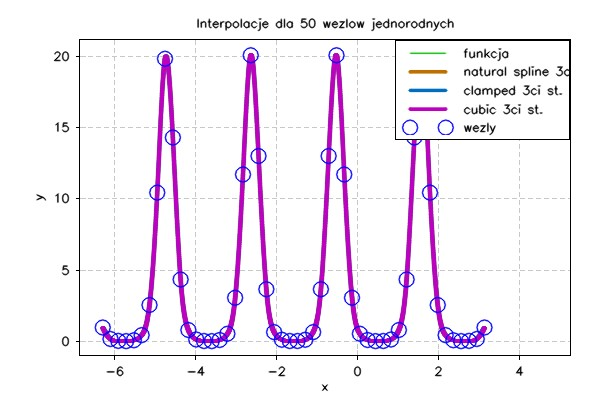 Interpolacje dla 50 wezlow jednorodnych
funkcja
natural spline 3c
clamped 3ci st.
cubic 3ci st.
wezly
20
15
10
5
0
y
−6
−4
−2
0
2
4
x